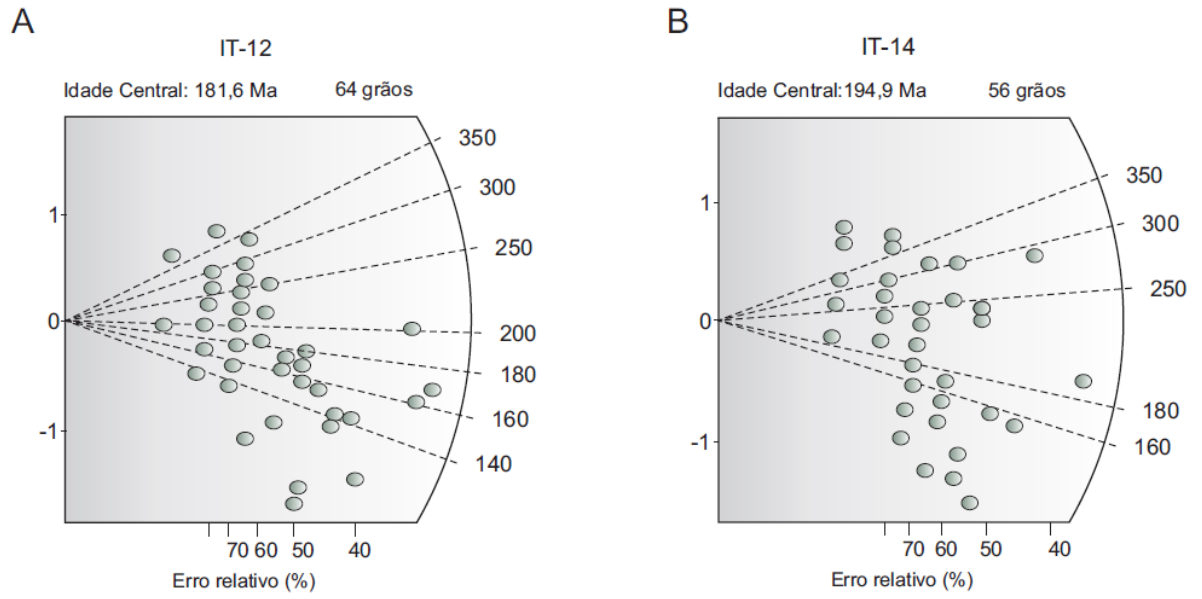 A
IT-12
Idade Central: 181,6 Ma 64 grãos
350
300
250
200
180
160
140
1
0
-1
70 60 50 40
Erro relativo (%)
B
IT-14
Idade Central:194,9 Ma 56 grãos
350
300
250
180
160
1
0
-1
70 60 50 40
Erro relativo (%)